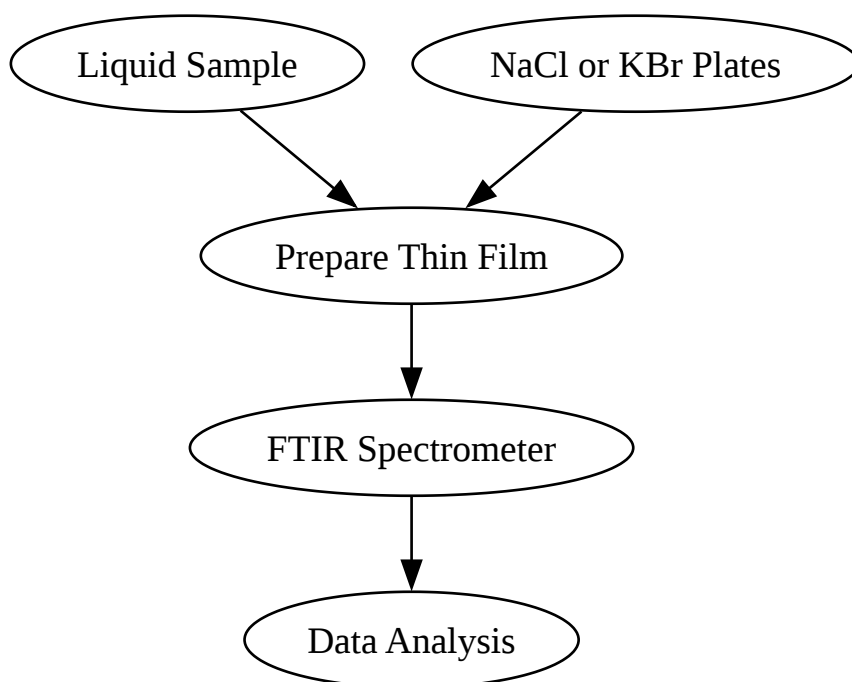 Liquid Sample
NaCl or KBr Plates
Prepare Thin Film
FTIR Spectrometer
Data Analysis